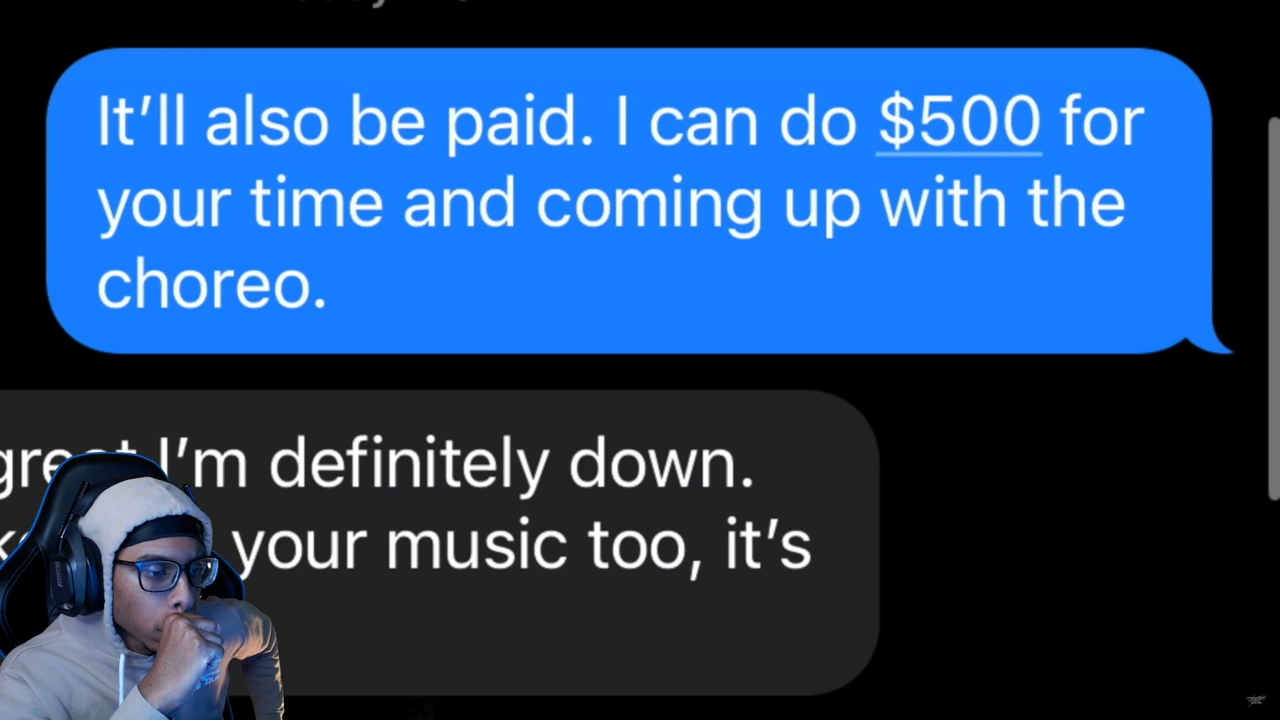 It’ll also be paid. I can do $500 for
your time and coming up with the
choreo.
great I’m definitely down.
your music too, it’s